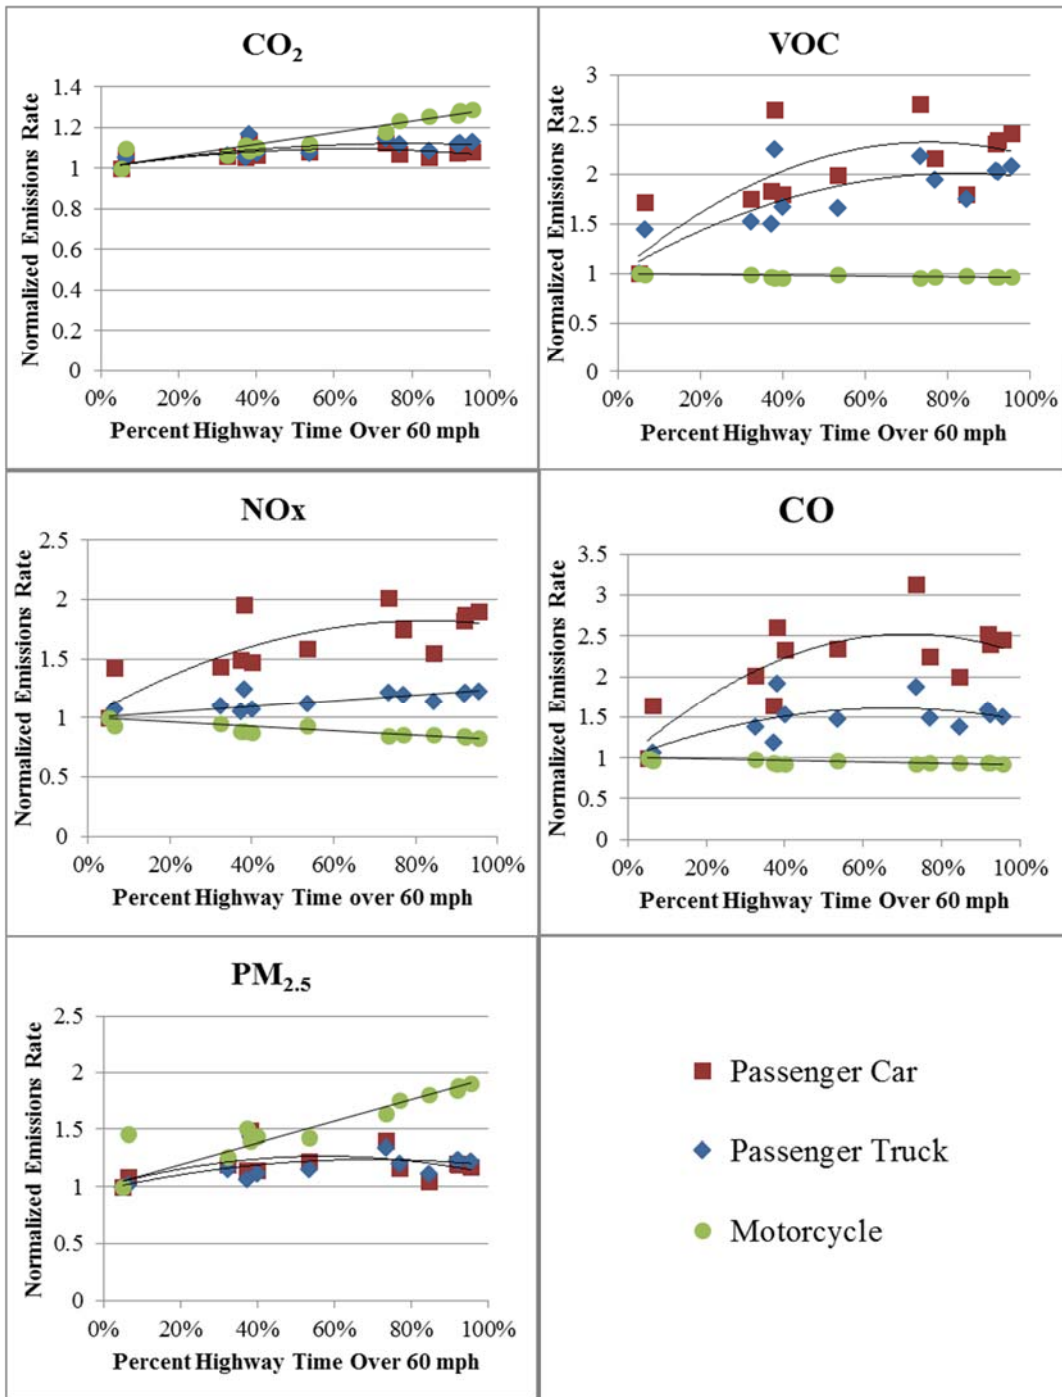 CO2
Normalized Emissions Rate
1.4
1.2
1
0.8
0.6
0.4
0.2
0
0% 20% 40% 60% 80% 100%
Percent Highway Time Over 60 mph
VOC
Normalized Emissions Rate
3
2.5
2
1.5
1
0.5
0
0% 20% 40% 60% 80% 100%
Percent Highway Time Over 60 mph
NOx
Normalized Emissions Rate
2.5
2
1.5
1
0.5
0
0% 20% 40% 60% 80% 100%
Percent Highway Time over 60 mph
CO
Normalized Emissions Rate
3.5
3
2.5
2
1.5
1
0.5
0
0% 20% 40% 60% 80% 100%
Percent Highway Time Over 60 mph
PM2.5
Normalized Emissions Rate
2.5
2
1.5
1
0.5
0
0% 20% 40% 60% 80% 100%
Percent Highway Time Over 60 mph
Passenger Car
Passenger Truck
Motorcycle